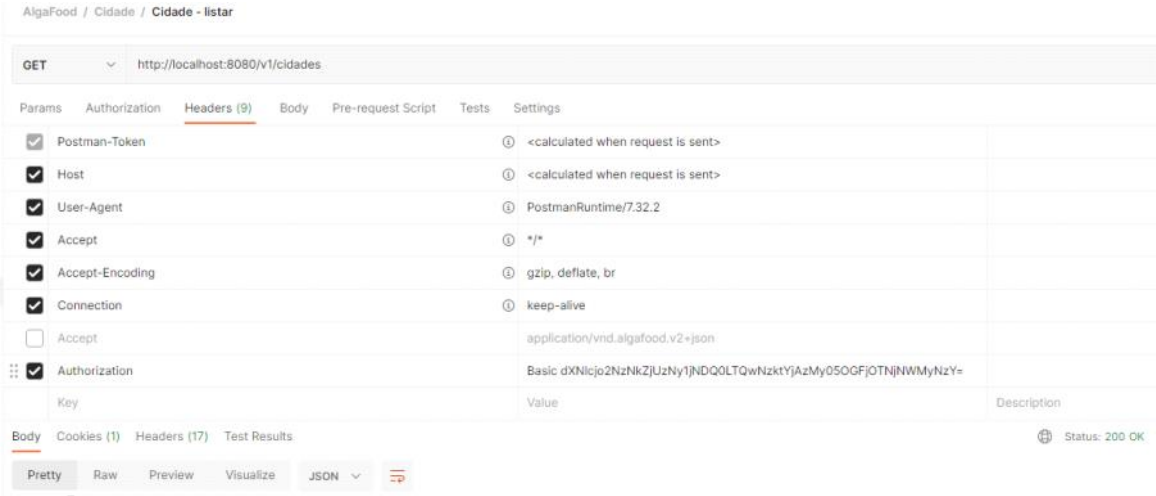 AlgaFood / Cidade / Cidade - listar
GET http://localhost:8080/v1/cidades
Params Authorization Headers (9) Body Pre-request Script Tests Settings
Postman-Token <calculated when request is sent>
Host <calculated when request is sent>
User-Agent PostmanRuntime/7.32.2
Accept */*
Accept-Encoding gzip, deflate, br
Connection keep-alive
Accept application/vnd.algafood.v2+json
Authorization Basic dXNlcjo2NzNkZjUzNy1jNDQ0LTQwNzktYjAzMy05OGFjOTNjNWMyNzY=
Key Value Description
Body Cookies (1) Headers (17) Test Results Status: 200 OK
Pretty Raw Preview Visualize JSON